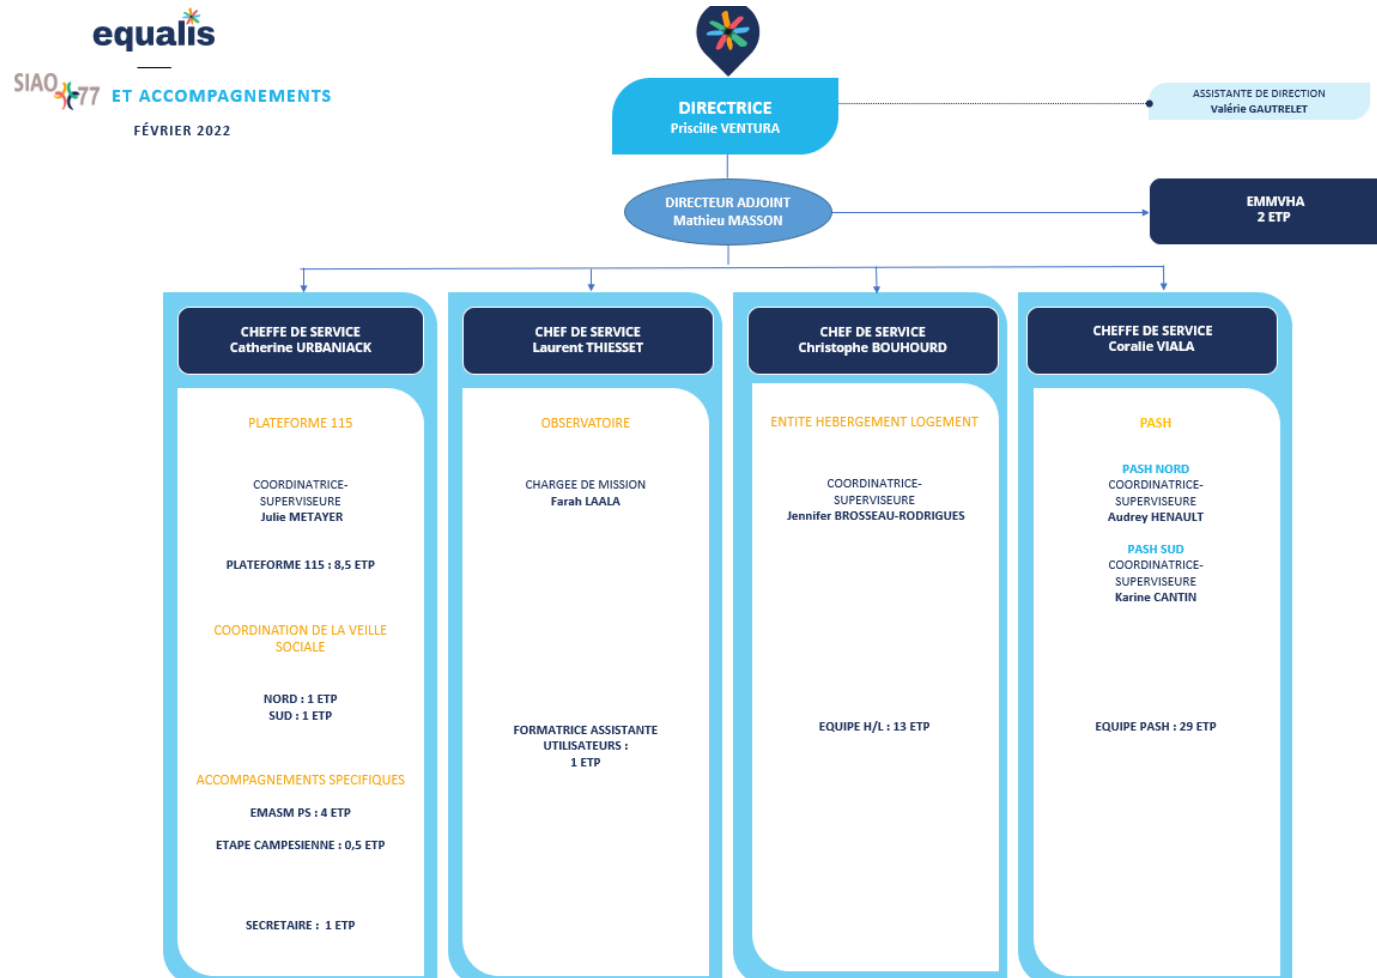 equalis
SIAO 77 ET ACCOMPAGNEMENTS
FÉVRIER 2022
DIRECTRICE
Priscille VENTURA
ASSISTANTE DE DIRECTION
Valérie GAUTRELET
DIRECTEUR ADJOINT
Mathieu MASSON
EMMVHA
2 ETP
CHEFFE DE SERVICE
Catherine URBANIACK
PLATEFORME 115
COORDINATRICE-
SUPERVISEURE
Julie METAYER
PLATEFORME 115 : 8,5 ETP
COORDINATION DE LA VEILLE
SOCIALE
NORD : 1 ETP
SUD : 1 ETP
ACCOMPAGNEMENTS SPECIFIQUES
EMASM PS : 4 ETP
ETAPE CAMPESIENNE : 0,5 ETP
SECRETAIRE : 1 ETP
CHEF DE SERVICE
Laurent THIESSET
OBSERVATOIRE
CHARGEE DE MISSION
Farah LAALA
FORMATRICE ASSISTANTE
UTILISATEURS :
1 ETP
CHEF DE SERVICE
Christophe BOUHOURD
ENTITE HEBERGEMENT LOGEMENT
COORDINATRICE-
SUPERVISEURE
Jennifer BROSSEAU-RODRIGUES
EQUIPE H/L : 13 ETP
CHEFFE DE SERVICE
Coralie VIALA
PASH
PASH NORD
COORDINATRICE-
SUPERVISEURE
Audrey HENAULT
PASH SUD
COORDINATRICE-
SUPERVISEURE
Karine CANTIN
EQUIPE PASH : 29 ETP